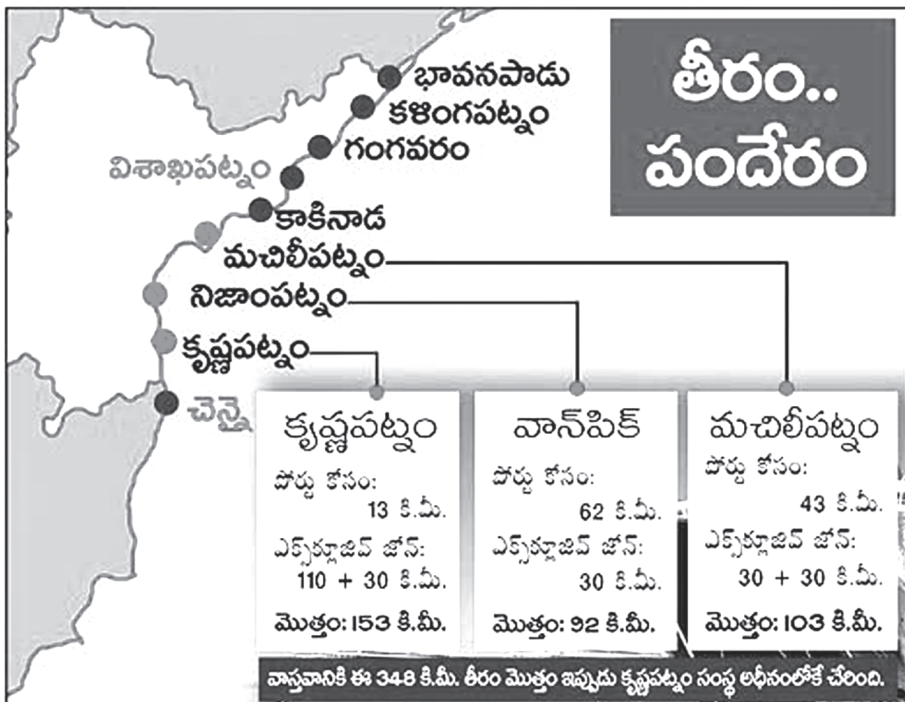 తీరం..
పందేరం
భావనపాడు
కళింగపట్నం
గంగవరం
విశాఖపట్నం
కాకినాడ
మచిలీపట్నం
నిజాంపట్నం
కృష్ణపట్నం
చెన్నై
కృష్ణపట్నం
పోర్టు కోసం:
13 కి.మీ.
ఎక్స్‌క్లూజివ్ జోన్:
110 + 30 కి.మీ.
మొత్తం: 153 కి.మీ.
వాన్‌పిక్
పోర్టు కోసం:
62 కి.మీ.
ఎక్స్‌క్లూజివ్ జోన్:
30 కి.మీ.
మొత్తం: 92 కి.మీ.
మచిలీపట్నం
పోర్టు కోసం:
43 కి.మీ.
ఎక్స్‌క్లూజివ్ జోన్:
30 + 30 కి.మీ.
మొత్తం: 103 కి.మీ.
వాస్తవానికి ఈ 348 కి.మీ. తీరం మొత్తం ఇప్పుడు కృష్ణపట్నం సంస్థ అధీనంలోకే చేరింది.